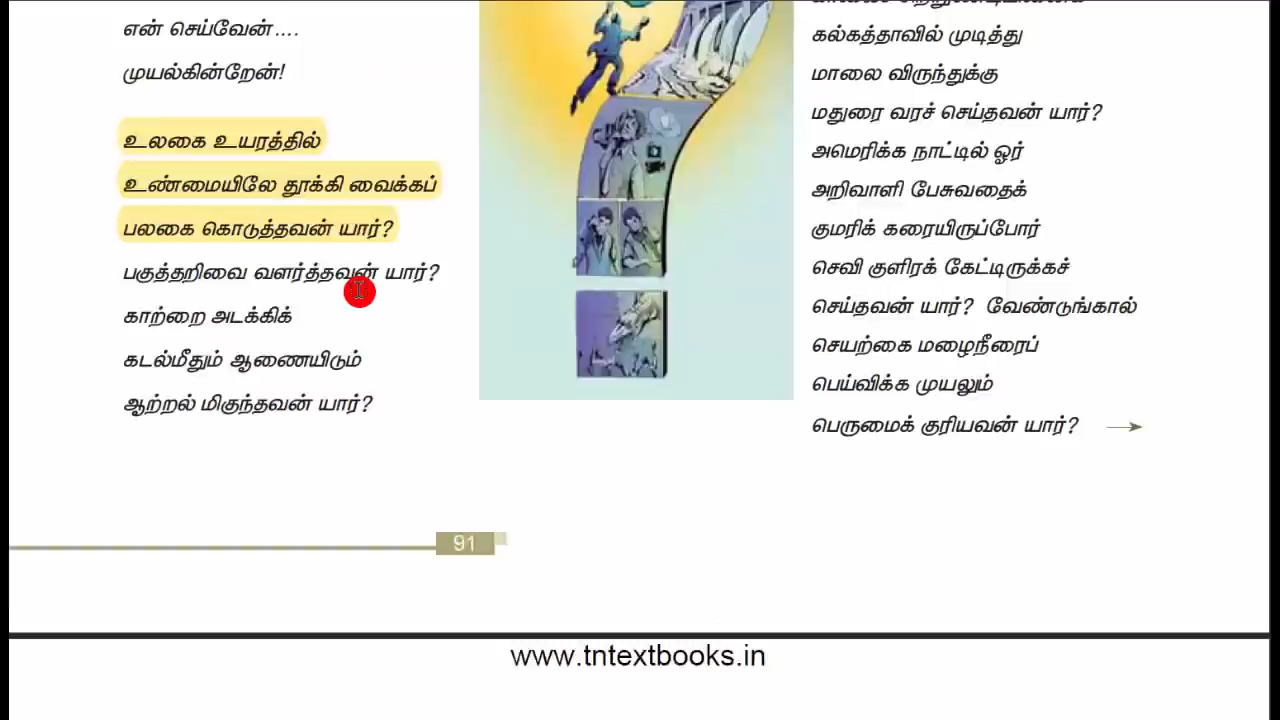 என் செய்வேன்....
முயல்கின்றேன்!
உலகை உயரத்தில்
உண்மையிலே தூக்கி வைக்கப்
பலகை கொடுத்தவன் யார்?
பகுத்தறிவை வளர்த்தவன் யார்?
காற்றை அடக்கிக்
கடல்மீதும் ஆணையிடும்
ஆற்றல் மிகுந்தவன் யார்?
கல்கத்தாவில் முடித்து
மாலை விருந்துக்கு
மதுரை வரச் செய்தவன் யார்?
அமெரிக்க நாட்டில் ஓர்
அறிவாளி பேசுவதைக்
குமரிக் கரையிருப்போர்
செவி குளிரக் கேட்டிருக்கச்
செய்தவன் யார்? வேண்டுங்கால்
செயற்கை மழைநீரைப்
பெய்விக்க முயலும்
பெருமைக் குரியவன் யார்?
91
www.tntextbooks.in